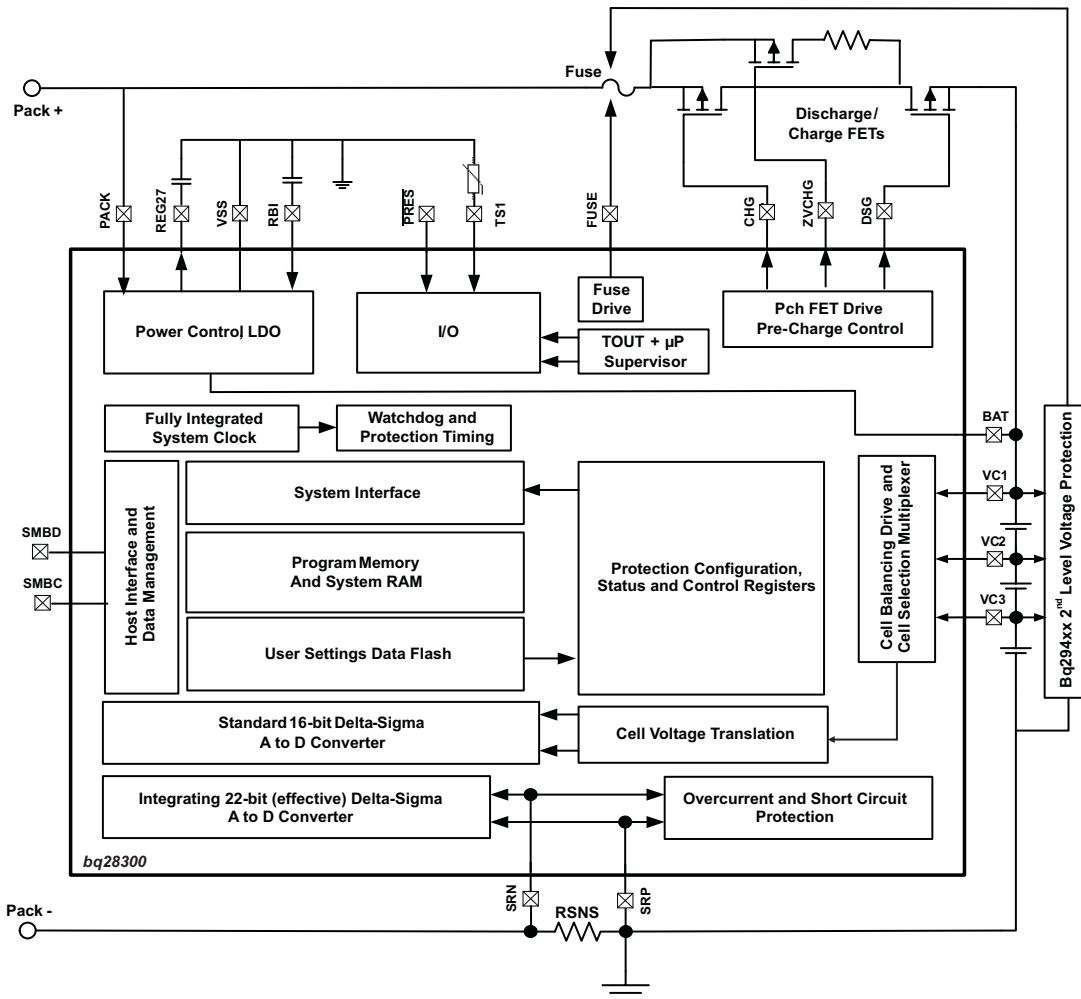 Fuse
Pack +
Discharge/
Charge FETs
PACK
REG27
VSS
RBI
PRES
TS1
FUSE
CHG
ZVCHG
DSG
Power Control, LDO
I/O
Fuse
Drive
Pch FET Drive
Pre-Charge Control
TOUT + µP
Supervisor
Fully Integrated
System Clock
Watchdog and
Protection Timing
BAT
VC1
VC2
VC3
System Interface
SMBD
SMBC
Host Interface and
Data Management
Program Memory
And System RAM
Protection Configuration,
Status and Control Registers
Cell Balancing Drive and
Cell Selection Multiplexer
Bq294xx 2nd Level Voltage Protection
User Settings Data Flash
Standard 16-bit Delta-Sigma
A to D Converter
Cell Voltage Translation
Integrating 22-bit (effective) Delta-Sigma
A to D Converter
Overcurrent and Short Circuit
Protection
bq28300
SRN
RSNS
SRP
Pack -